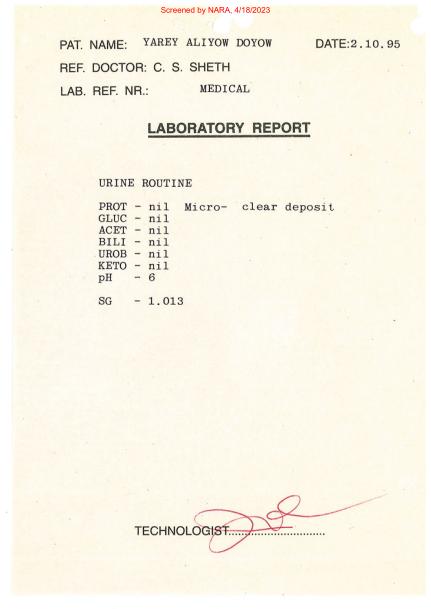 Screened by NARA, 4/18/2023
PAT. NAME: YAREY ALIYOW DOYOW DATE:2.10.95
REF. DOCTOR: C. S. SHETH
LAB. REF. NR.: MEDICAL
LABORATORY REPORT
URINE ROUTINE
PROT - nil Micro- clear deposit
GLUC - nil
ACET - nil
BILI - nil
UROB - nil
KETO - nil
pH - 6
SG - 1.013
TECHNOLOGIST..............................